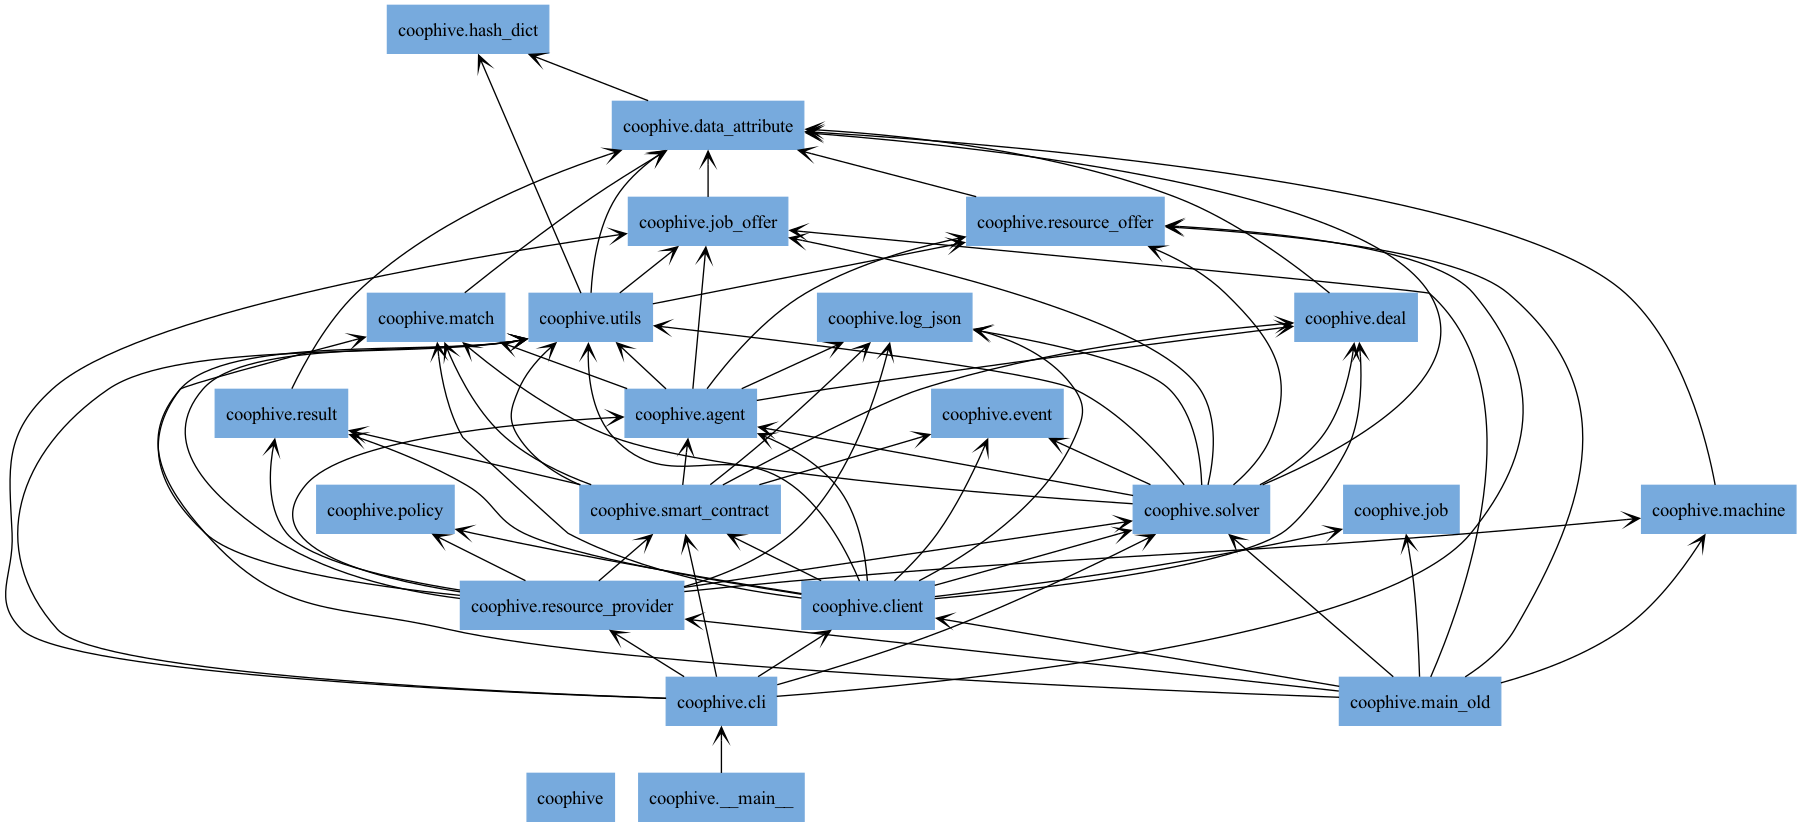 coophive.hash_dict
coophive.data_attribute
coophive.job_offer
coophive.resource_offer
coophive.match
coophive.utils
coophive.log_json
coophive.deal
coophive.result
coophive.agent
coophive.event
coophive.policy
coophive.smart_contract
coophive.solver
coophive.job
coophive.machine
coophive.resource_provider
coophive.client
coophive.cli
coophive.main_old
coophive
coophive.__main__